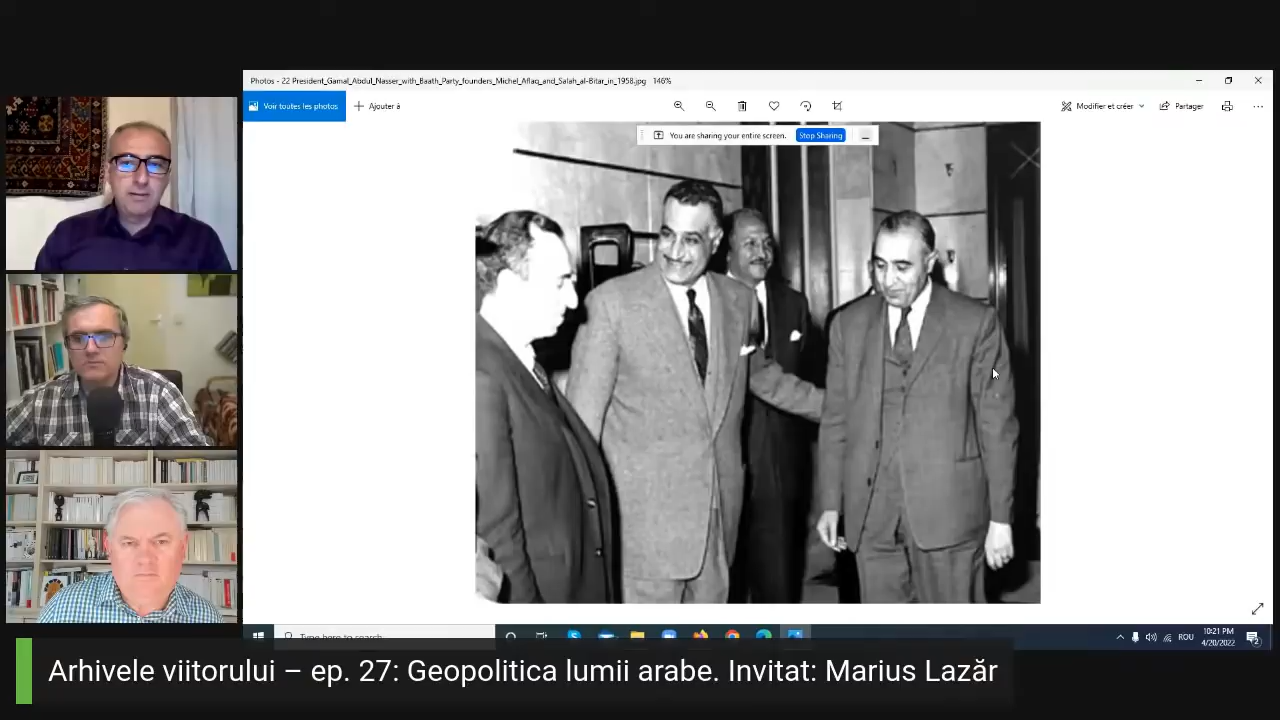 Photos - 22 President_Gamal_Abdul_Nasser_with_Baath_Party_founders_Michel_Aflaq_and_Salah_al-Bitar_in_1958.jpg 146%
Voir toutes les photos
Ajouter à
Modifier et créer
Partager
You are sharing your entire screen.
Stop Sharing
Type here to search
ROU
10:21 PM
4/20/2022
2
Arhivele viitorului – ep. 27: Geopolitica lumii arabe. Invitat: Marius Lazăr